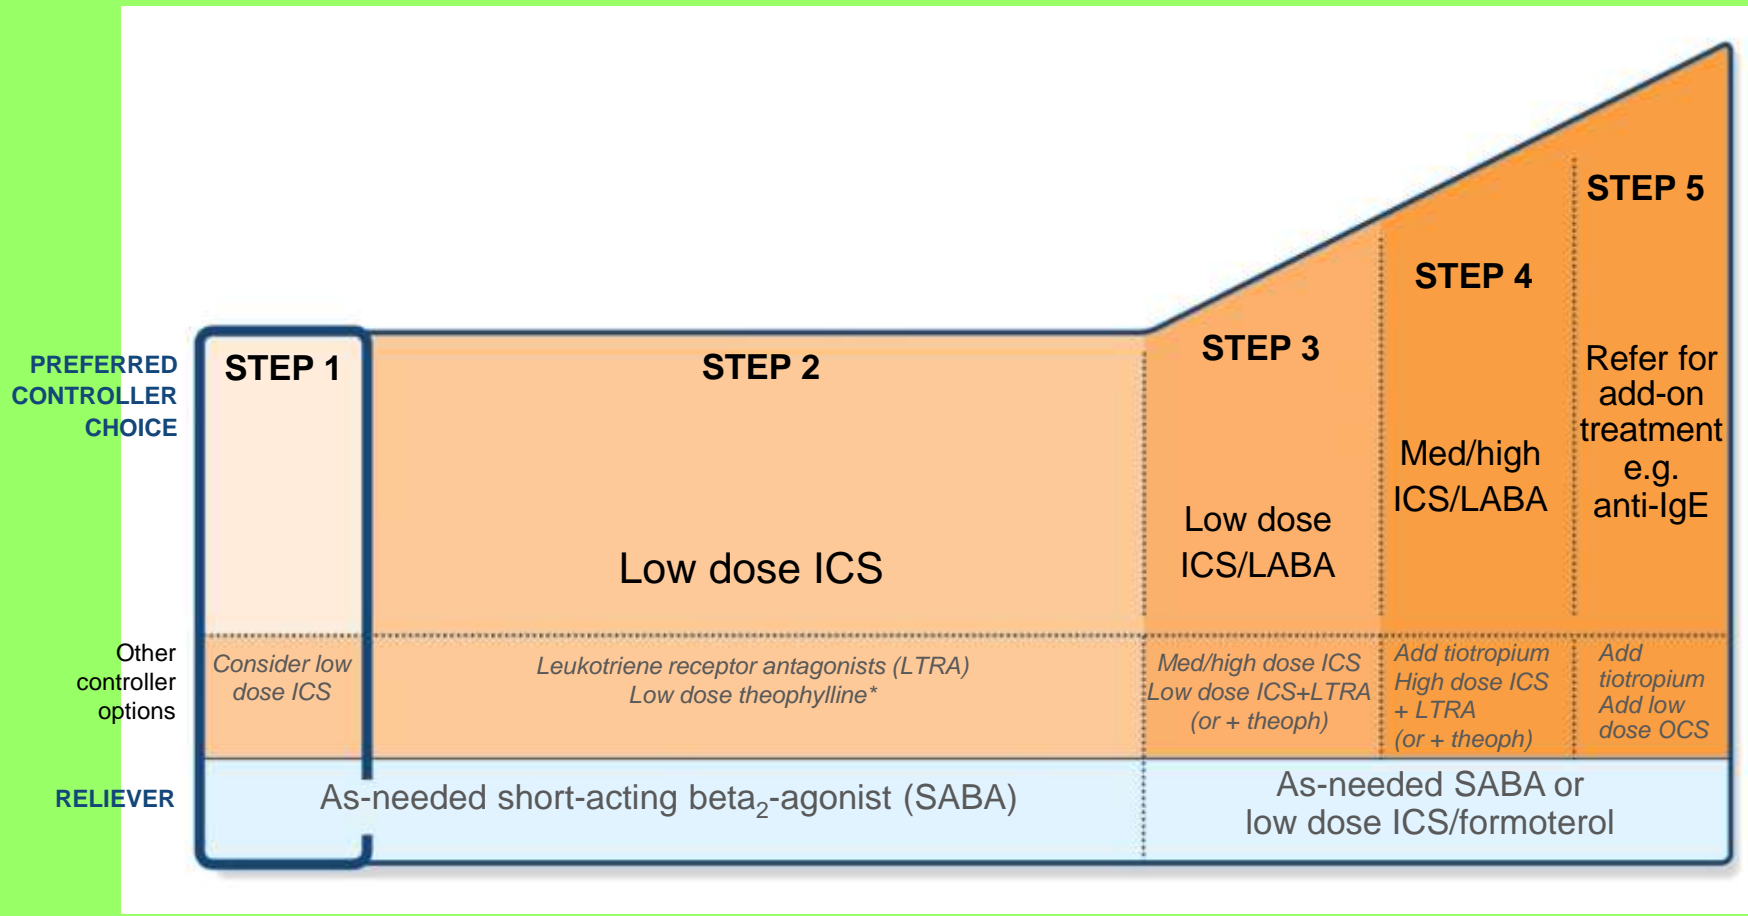 STEP 5
STEP 4
STEP 3
PREFERRED
CONTROLLER
CHOICE
STEP 1
STEP 2
Refer for
add-on
treatment
e.g.
anti-IgE
Med/high
ICS/LABA
Low dose
ICS/LABA
Low dose ICS
Other
controller
options
Consider low
dose ICS
Leukotriene receptor antagonists (LTRA)
Low dose theophylline*
Med/high dose ICS
Low dose ICS+LTRA
(or + theoph)
Add tiotropium
High dose ICS
+ LTRA
(or + theoph)
Add
tiotropium
Add low
dose OCS
RELIEVER
As-needed short-acting beta2-agonist (SABA)
As-needed SABA or
low dose ICS/formoterol